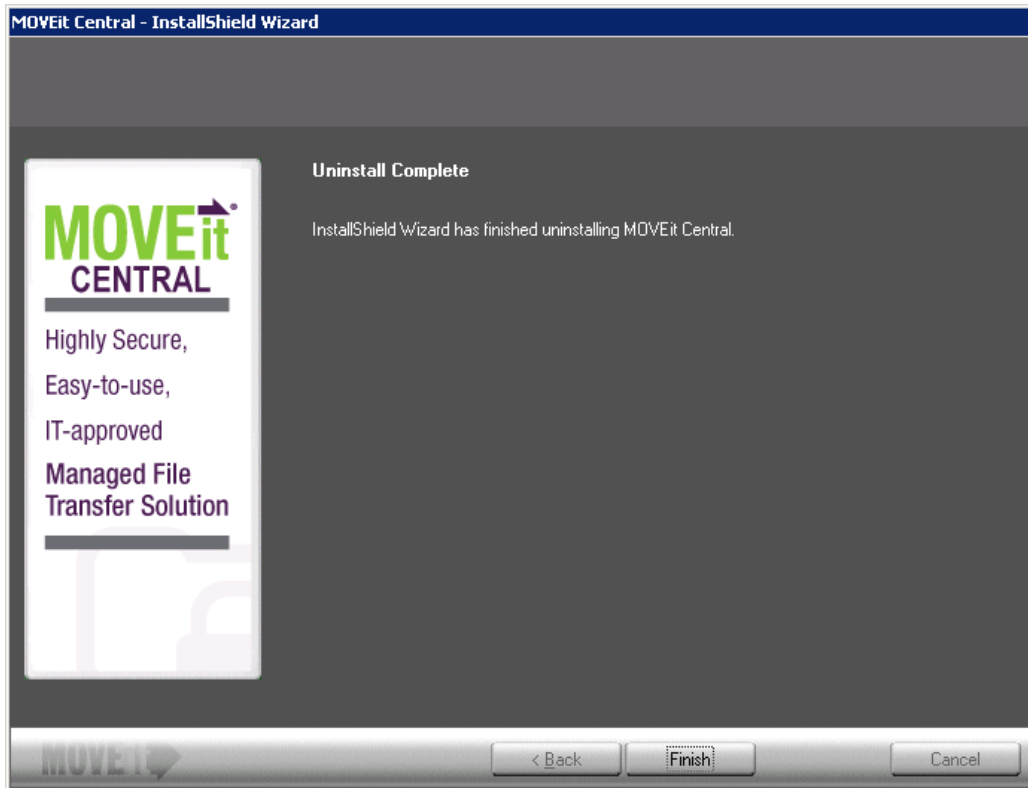 MOVEit Central - InstallShield Wizard
Uninstall Complete
InstallShield Wizard has finished uninstalling MOVEit Central.
MOVEit®
CENTRAL
Highly Secure,
Easy-to-use,
IT-approved
Managed File
Transfer Solution
MOVEit
< Back
Finish
Cancel